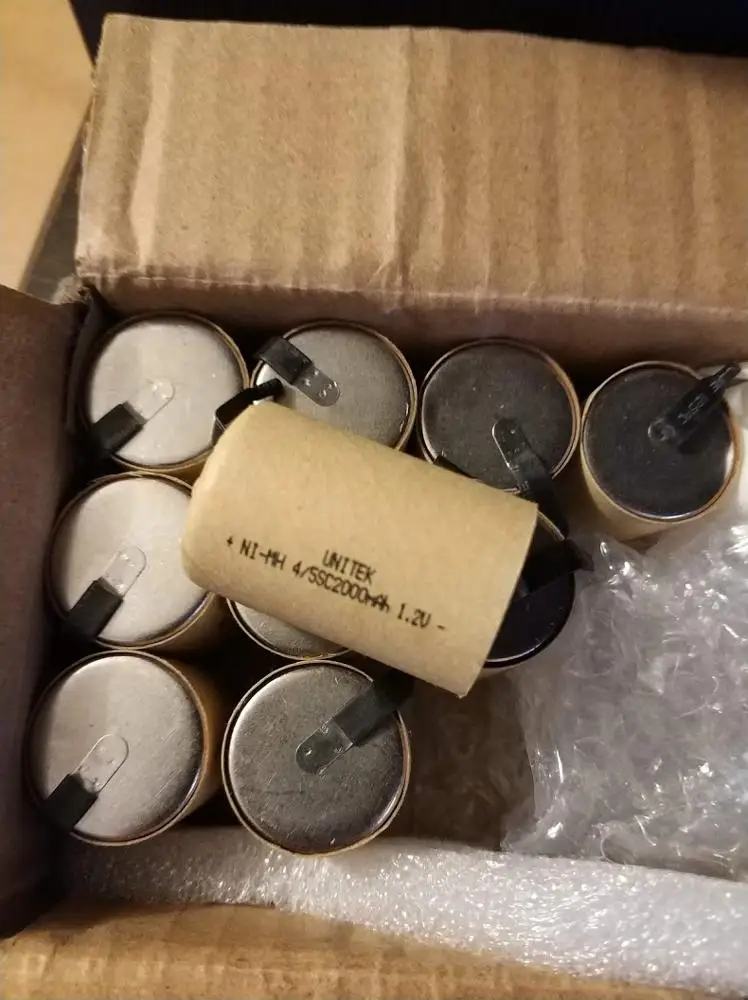 UNITEK
+ NI-MH 4/5SC2000mAh 1.2V -